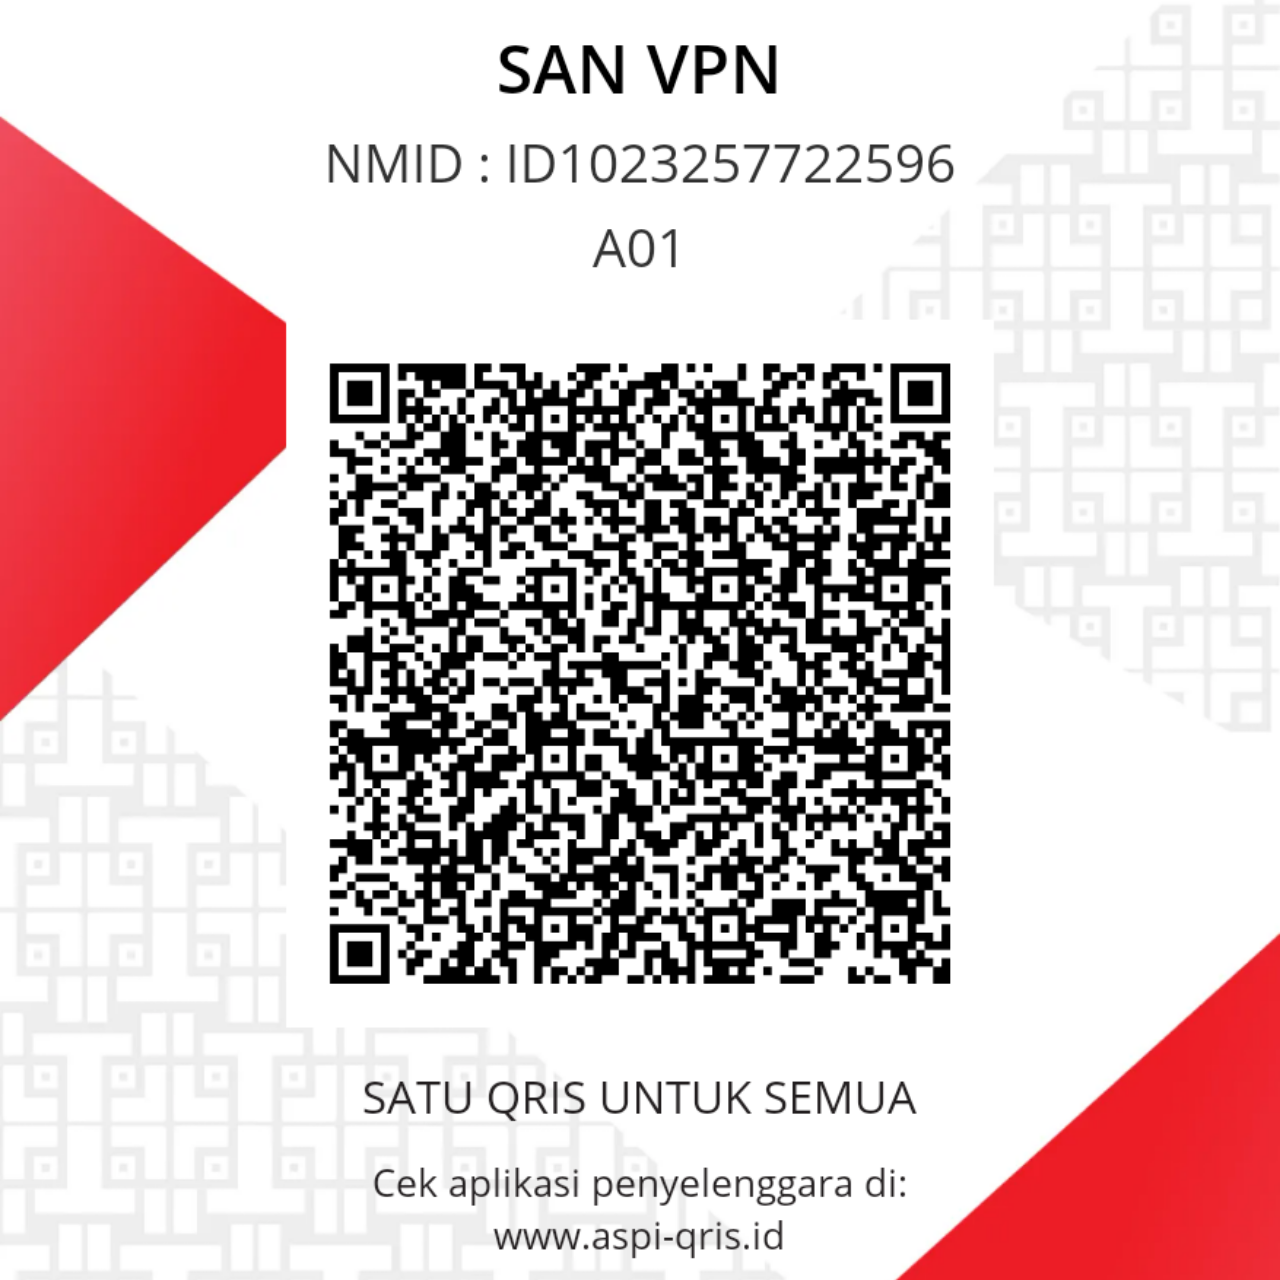 SAN VPN
NMID : ID1023257722596
A01
SATU QRIS UNTUK SEMUA
Cek aplikasi penyelenggara di:
www.aspi-qris.id